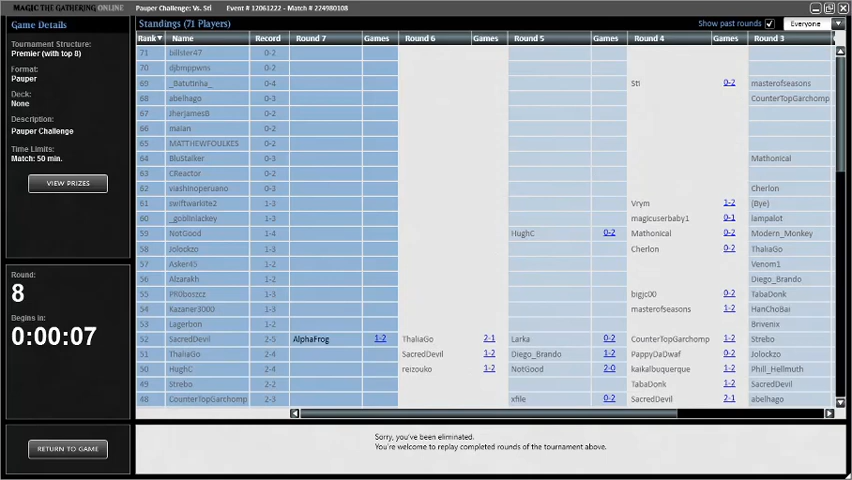 MAGIC THE GATHERING ONLINE Pauper Challenge: Vs. Sti Event # 12061222 - Match # 224980108
Game Details
Tournament Structure:
Premier (with top 8)
Format:
Pauper
Deck:
None
Description:
Pauper Challenge
Time Limits:
Match: 50 min.
VIEW PRIZES
Round:
8
Begins in:
0:00:07
RETURN TO GAME
Standings (71 Players) Show past rounds Everyone
Rank Name Record Round 7 Games Round 6 Games Round 5 Games Round 4 Games Round 3
71 billster47 0-2
70 djbmppwns 0-2
69 _Batutinha_ 0-4 Sti 0-2 masterofseasons
68 abelhago 0-3 CounterTopGarchomp
67 Jherjames8 0-2
66 maian 0-2
65 MATTHEWFOULKES 0-2
64 BluStalker 0-3 Mathonical
63 CReactor 0-2
62 viashinoperuano 0-3 Cherlon
61 swiftwarkite2 1-3 Vrym 1-2 (Bye)
60 _goblinlackey 1-3 magicuserbaby1 0-1 lampalot
59 NotGood 1-4 HughC 0-2 Mathonical 0-2 Modern_Monkey
58 Jolockzo 1-3 Cherlon 0-2 ThaliaGo
57 Asker45 1-2 Venom1
56 Alzarakh 1-2 Diego_Brando
55 PR0boszcz 1-3 bigjc00 0-2 TabaDonk
54 Kazaner3000 1-3 masterofseasons 1-2 HanChoBai
53 Lagerbon 1-2 Brivenix
52 SacredDevil 2-5 AlphaFrog 1-2 ThaliaGo 2-1 Larka 0-2 CounterTopGarchomp 1-2 Strebo
51 ThaliaGo 2-4 SacredDevil 1-2 Diego_Brando 1-2 PappyDaDwaf 0-2 Jolockzo
50 HughC 2-4 reizouko 1-2 NotGood 2-0 kaikalbuquerque 1-2 Phill_Hellmuth
49 Strebo 2-2 TabaDonk 1-2 SacredDevil
48 CounterTopGarchomp 2-3 xfile 0-2 SacredDevil 2-1 abelhago
Sorry, you've been eliminated.
You're welcome to replay completed rounds of the tournament above.